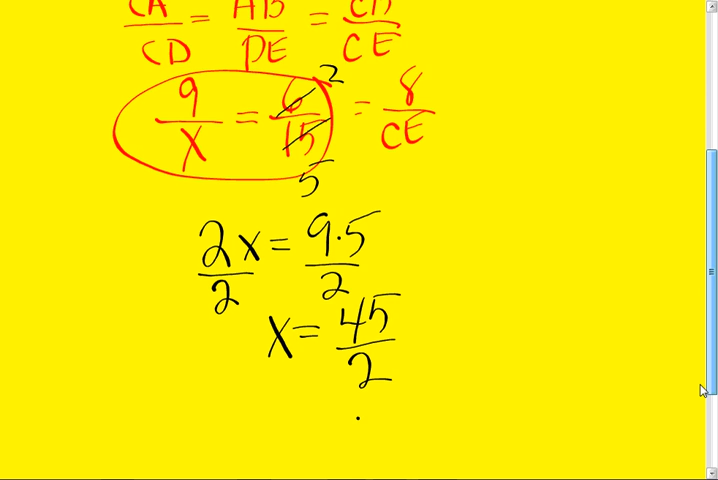 CA/CD = AB/DE = CB/CE
9/x = 6/15 = 8/CE
2
5
2x/2 = 9·5/2
x = 45/2